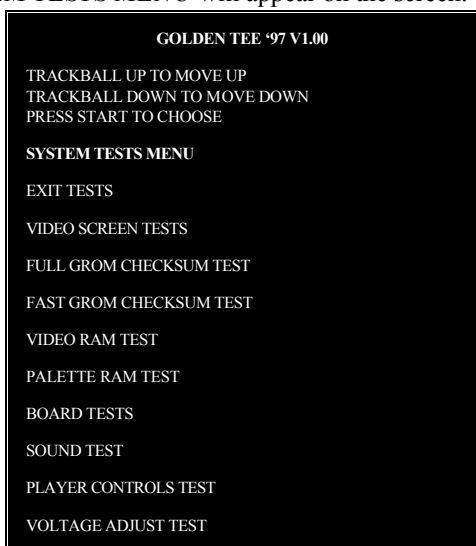 M TESTS MENU will appear on the screen.
GOLDEN TEE ‘97 V1.00
TRACKBALL UP TO MOVE UP
TRACKBALL DOWN TO MOVE DOWN
PRESS START TO CHOOSE
SYSTEM TESTS MENU
EXIT TESTS
VIDEO SCREEN TESTS
FULL GROM CHECKSUM TEST
FAST GROM CHECKSUM TEST
VIDEO RAM TEST
PALETTE RAM TEST
BOARD TESTS
SOUND TEST
PLAYER CONTROLS TEST
VOLTAGE ADJUST TEST